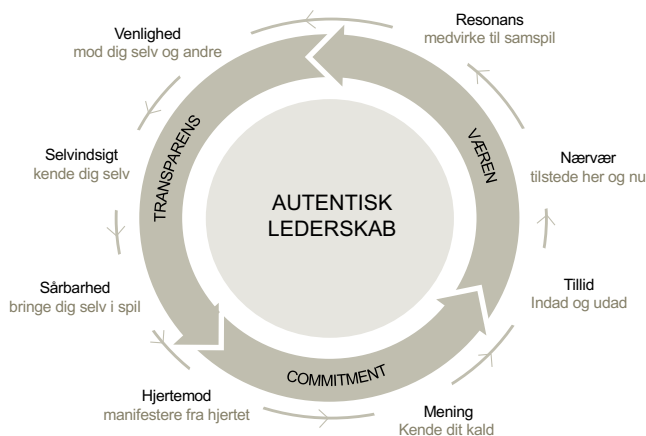 Venlighed
mod dig selv og andre
Resonans
medvirke til samspil
Selvindsigt
kende dig selv
TRANSPARENS
VÆREN
Nærvær
tilstede her og nu
AUTENTISK
LEDERSKAB
Sårbarhed
bringe dig selv i spil
Tillid
Indad og udad
COMMITMENT
Hjertemod
manifestere fra hjertet
Mening
Kende dit kald